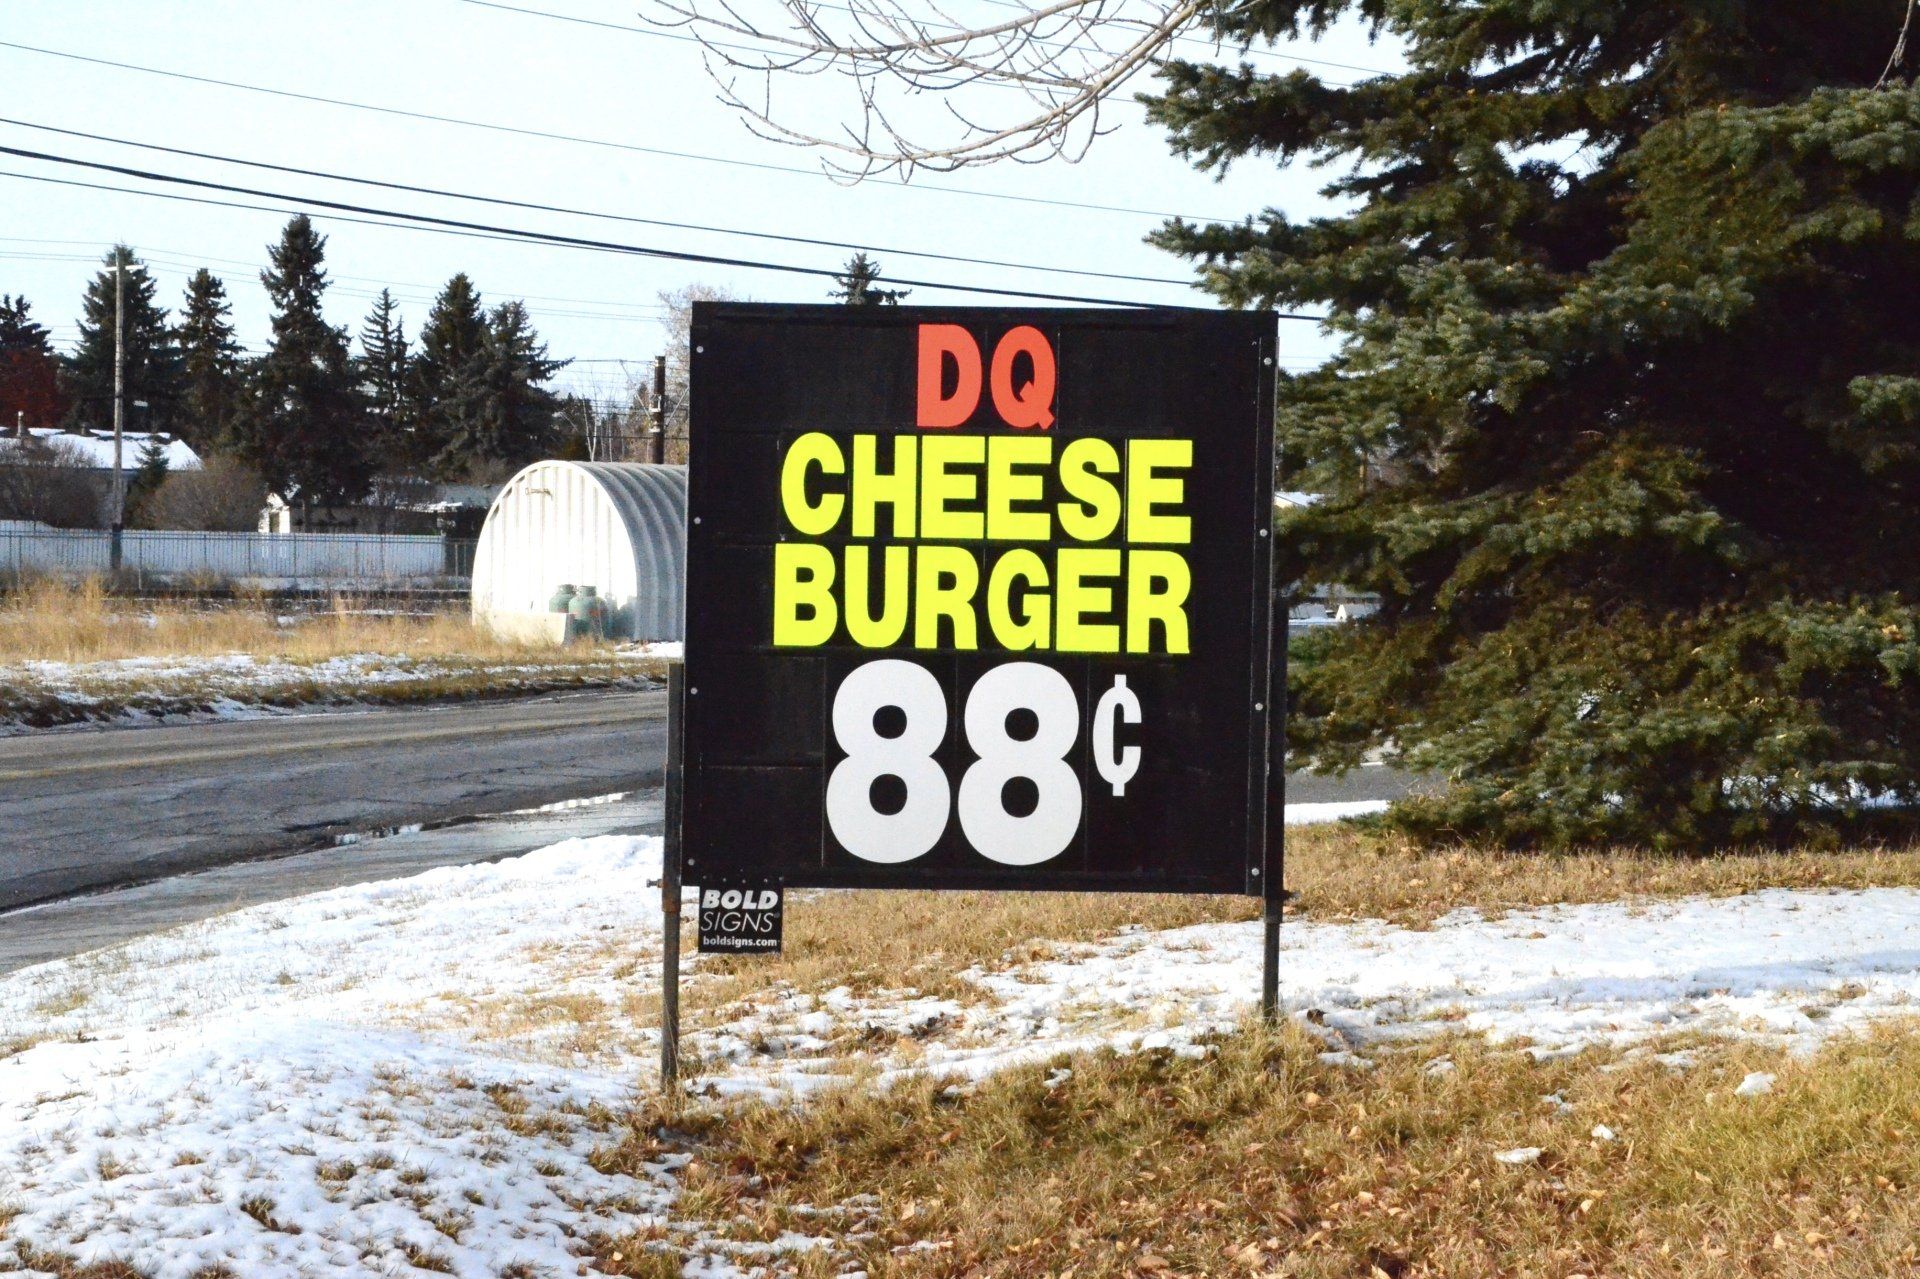 DQ
CHEESE
BURGER
88¢
BOLD
SIGNS
boldsigns.com